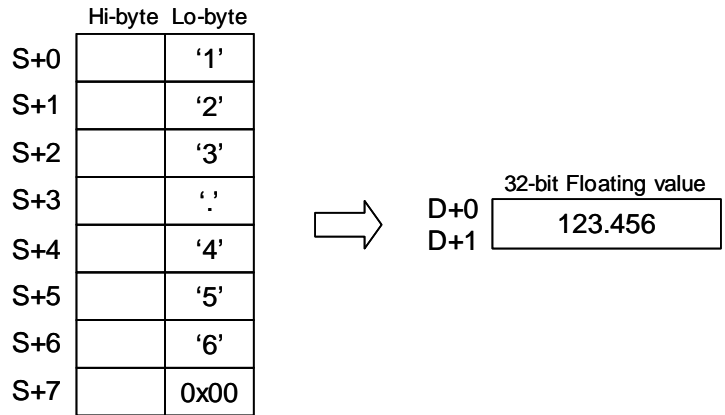 Hi-byte Lo-byte
S+0 ‘1’
S+1 ‘2’
S+2 ‘3’
S+3 ‘.’
S+4 ‘4’
S+5 ‘5’
S+6 ‘6’
S+7 0x00
32-bit Floating value
D+0
D+1
123.456